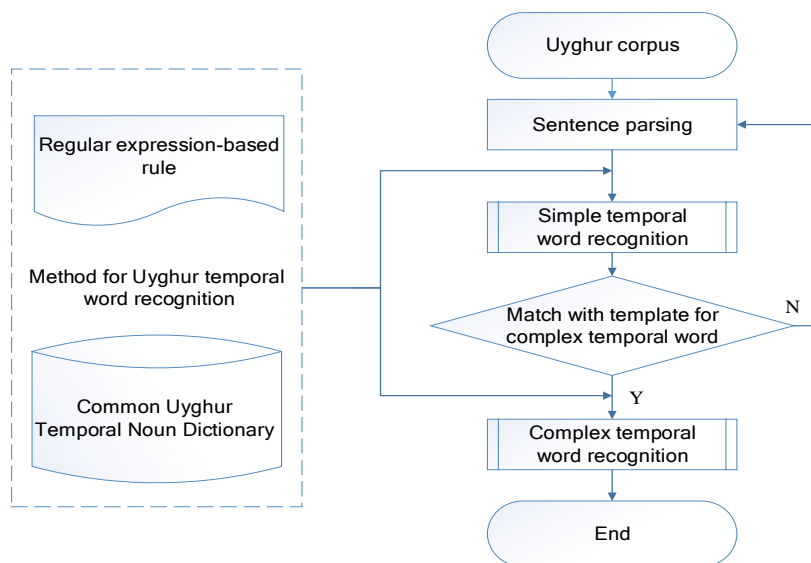 Uyghur corpus
Sentence parsing
Regular expression-based
rule
Simple temporal
word recognition
Method for Uyghur temporal
word recognition
Match with template for
complex temporal word
N
Y
Common Uyghur
Temporal Noun Dictionary
Complex temporal
word recognition
End